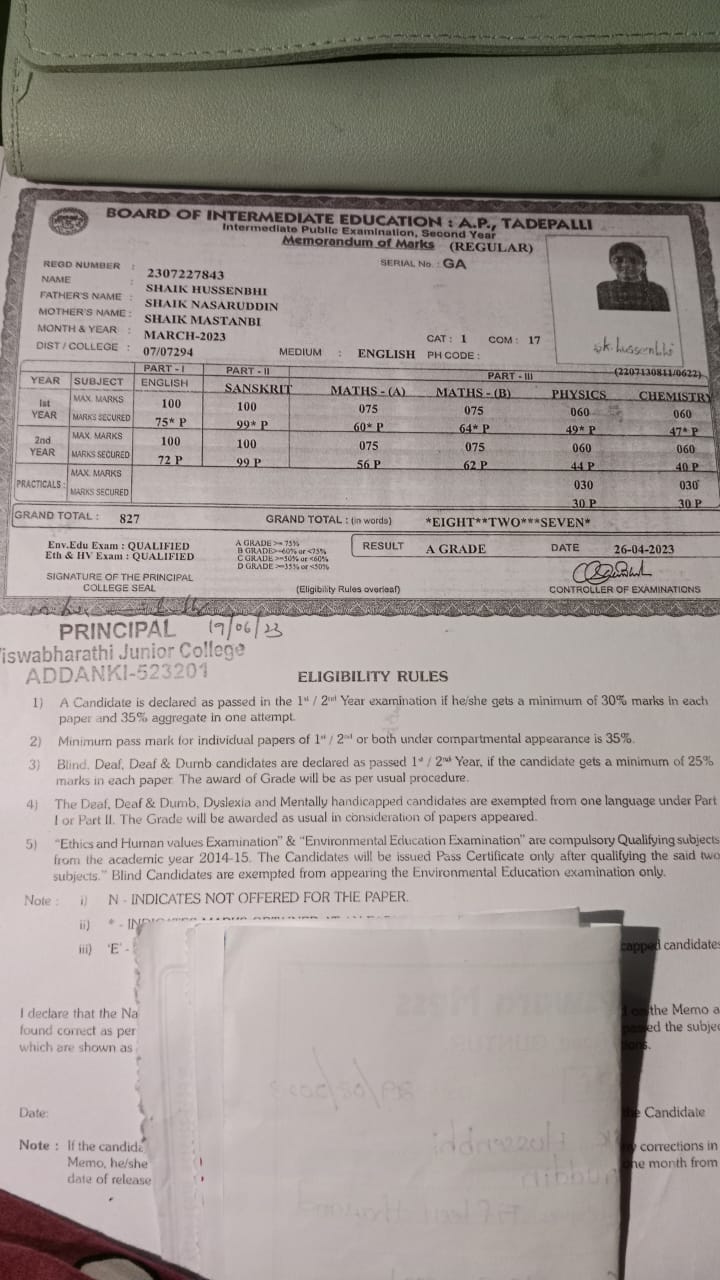 BOARD OF INTERMEDIATE EDUCATION : A.P., TADEPALLI
Intermediate Public Examination, Second Year
Memorandum of Marks (REGULAR)
SERIAL No. : GA
REGD NUMBER : 2307227843
NAME : SHAIK HUSSENBHI
FATHER'S NAME : SHAIK NASARUDDIN
MOTHER'S NAME : SHAIK MASTANBI
MONTH & YEAR : MARCH-2023
CAT : 1 COM : 17
sk.hussenbhi
DIST / COLLEGE : 07/07294 MEDIUM : ENGLISH PH CODE :
(2207130811/0622)
PART - I PART - II PART - III
YEAR SUBJECT ENGLISH SANSKRIT MATHS - (A) MATHS - (B) PHYSICS CHEMISTRY
1st YEAR MAX. MARKS 100 100 075 075 060 060
MARKS SECURED 75* P 99* P 60* P 64* P 49* P 47* P
2nd YEAR MAX. MARKS 100 100 075 075 060 060
MARKS SECURED 72 P 99 P 56 P 62 P 44 P 40 P
PRACTICALS : MAX. MARKS 030 030
MARKS SECURED 30 P 30 P
GRAND TOTAL : 827 GRAND TOTAL : (in words) *EIGHT**TWO***SEVEN*
Env.Edu Exam : QUALIFIED
Eth & HV Exam : QUALIFIED
A GRADE >= 75%
B GRADE>=60% or <75%
C GRADE >=50% or <60%
D GRADE >=35% or <50%
RESULT A GRADE DATE 26-04-2023
SIGNATURE OF THE PRINCIPAL
COLLEGE SEAL
(Eligibility Rules overleaf)
CONTROLLER OF EXAMINATIONS
PRINCIPAL 19/06/23
iswabharathi Junior College
ADDANKI-523201
ELIGIBILITY RULES
1) A Candidate is declared as passed in the 1st / 2nd Year examination if he/she gets a minimum of 30% marks in each
paper and 35% aggregate in one attempt.
2) Minimum pass mark for individual papers of 1st / 2nd or both under compartmental appearance is 35%.
3) Blind, Deaf, Deaf & Dumb candidates are declared as passed 1st / 2nd Year, if the candidate gets a minimum of 25%
marks in each paper. The award of Grade will be as per usual procedure.
4) The Deaf, Deaf & Dumb, Dyslexia and Mentally handicapped candidates are exempted from one language under Part
I or Part II. The Grade will be awarded as usual in consideration of papers appeared.
5) "Ethics and Human values Examination" & "Environmental Education Examination" are compulsory Qualifying subjects
from the academic year 2014-15. The Candidates will be issued Pass Certificate only after qualifying the said two
subjects." Blind Candidates are exempted from appearing the Environmental Education examination only.
Note : i) N - INDICATES NOT OFFERED FOR THE PAPER.
ii) * -
iii) 'E' - candidates
I declare that the Na the Memo a
found correct as per ed the subje
which are shown as
Date: Candidate
Note : If the candida corrections in
Memo, he/she one month from
date of release